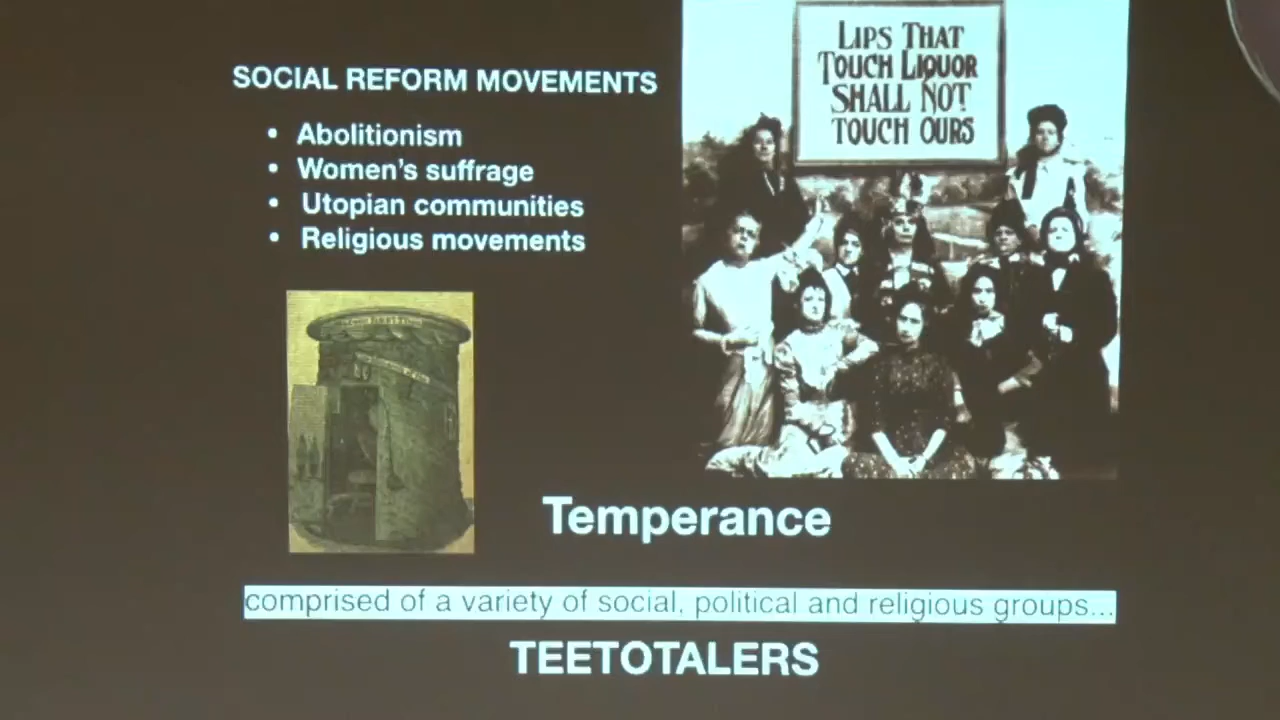 SOCIAL REFORM MOVEMENTS
• Abolitionism
• Women's suffrage
• Utopian communities
• Religious movements
LIPS THAT
TOUCH LIQUOR
SHALL NOT
TOUCH OURS
Temperance
comprised of a variety of social, political and religious groups...
TEETOTALERS